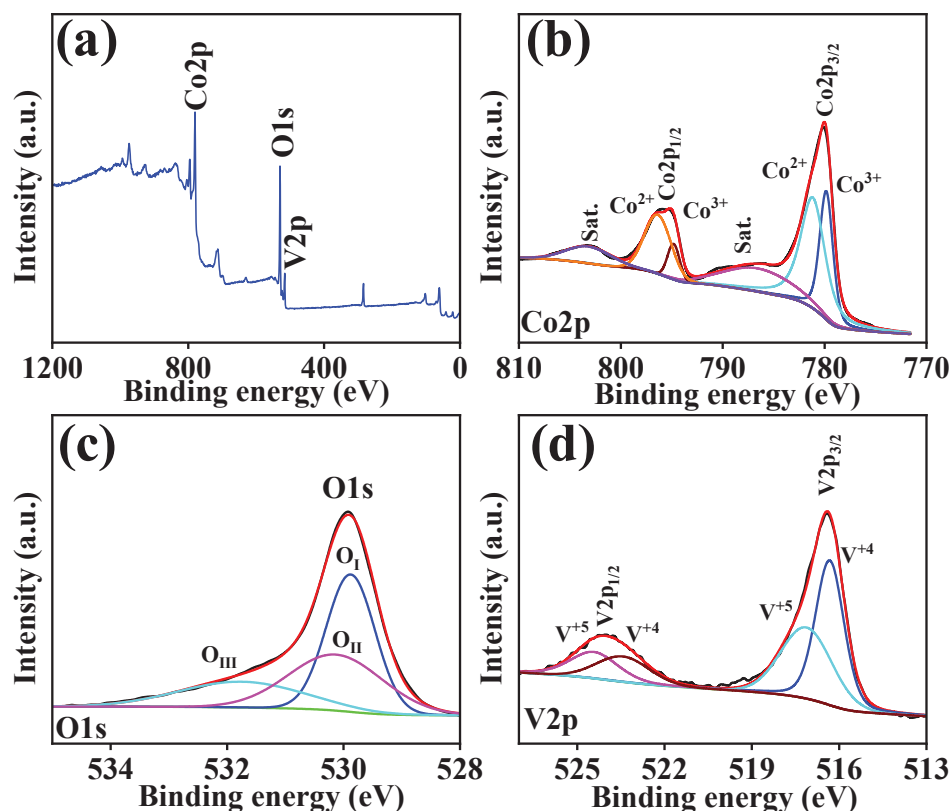 (a)
Co2p
O1s
V2p
Intensity (a.u.)
1200 800 400 0
Binding energy (eV)
(b)
Co2p3/2
Co2+
Co3+
Co2p1/2
Co2+
Co3+
Sat.
Sat.
Co2p
Intensity (a.u.)
810 800 790 780 770
Binding energy (eV)
(c)
O1s
OI
OII
OIII
O1s
Intensity (a.u.)
534 532 530 528
Binding energy (eV)
(d)
V2p3/2
V+4
V+5
V2p1/2
V+5
V+4
V2p
Intensity (a.u.)
525 522 519 516 513
Binding energy (eV)